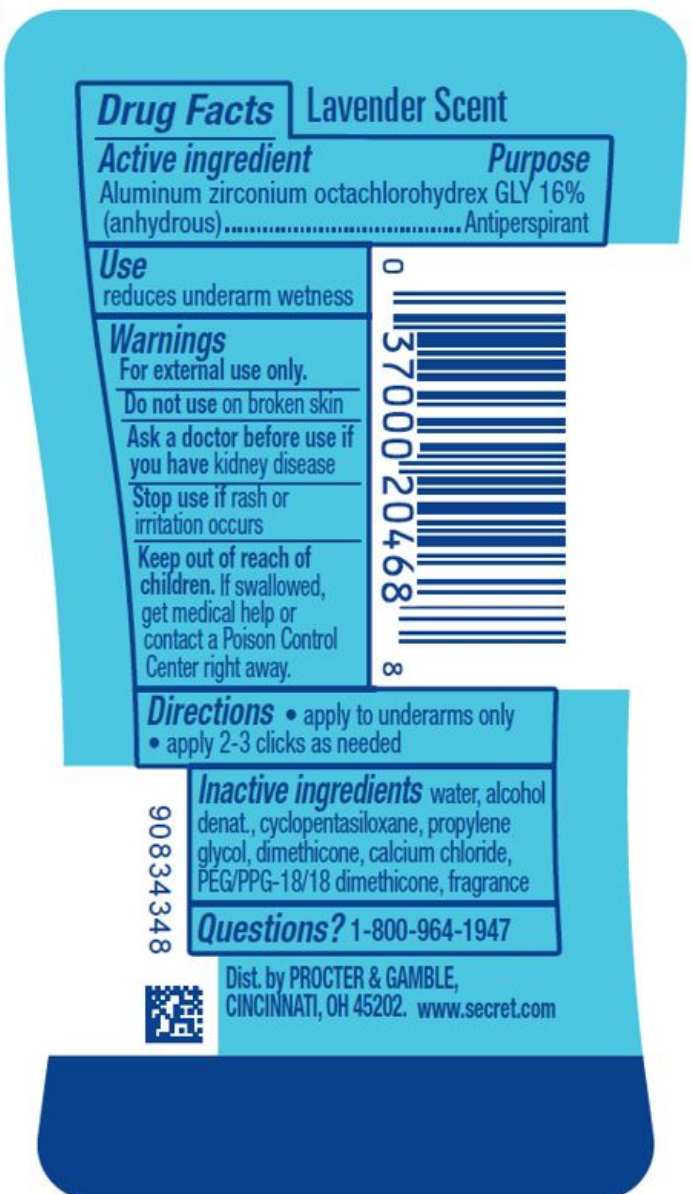 Drug Facts Lavender Scent
Active ingredient Purpose
Aluminum zirconium octachlorohydrex GLY 16%
(anhydrous)....................................... Antiperspirant
Use
reduces underarm wetness
Warnings
For external use only.
Do not use on broken skin
Ask a doctor before use if
you have kidney disease
Stop use if rash or
irritation occurs
Keep out of reach of
children. If swallowed,
get medical help or
contact a Poison Control
Center right away.
0 37000 20468 8
Directions • apply to underarms only
• apply 2-3 clicks as needed
Inactive ingredients water, alcohol
denat., cyclopentasiloxane, propylene
glycol, dimethicone, calcium chloride,
PEG/PPG-18/18 dimethicone, fragrance
Questions? 1-800-964-1947
90834348
Dist. by PROCTER & GAMBLE,
CINCINNATI, OH 45202. www.secret.com